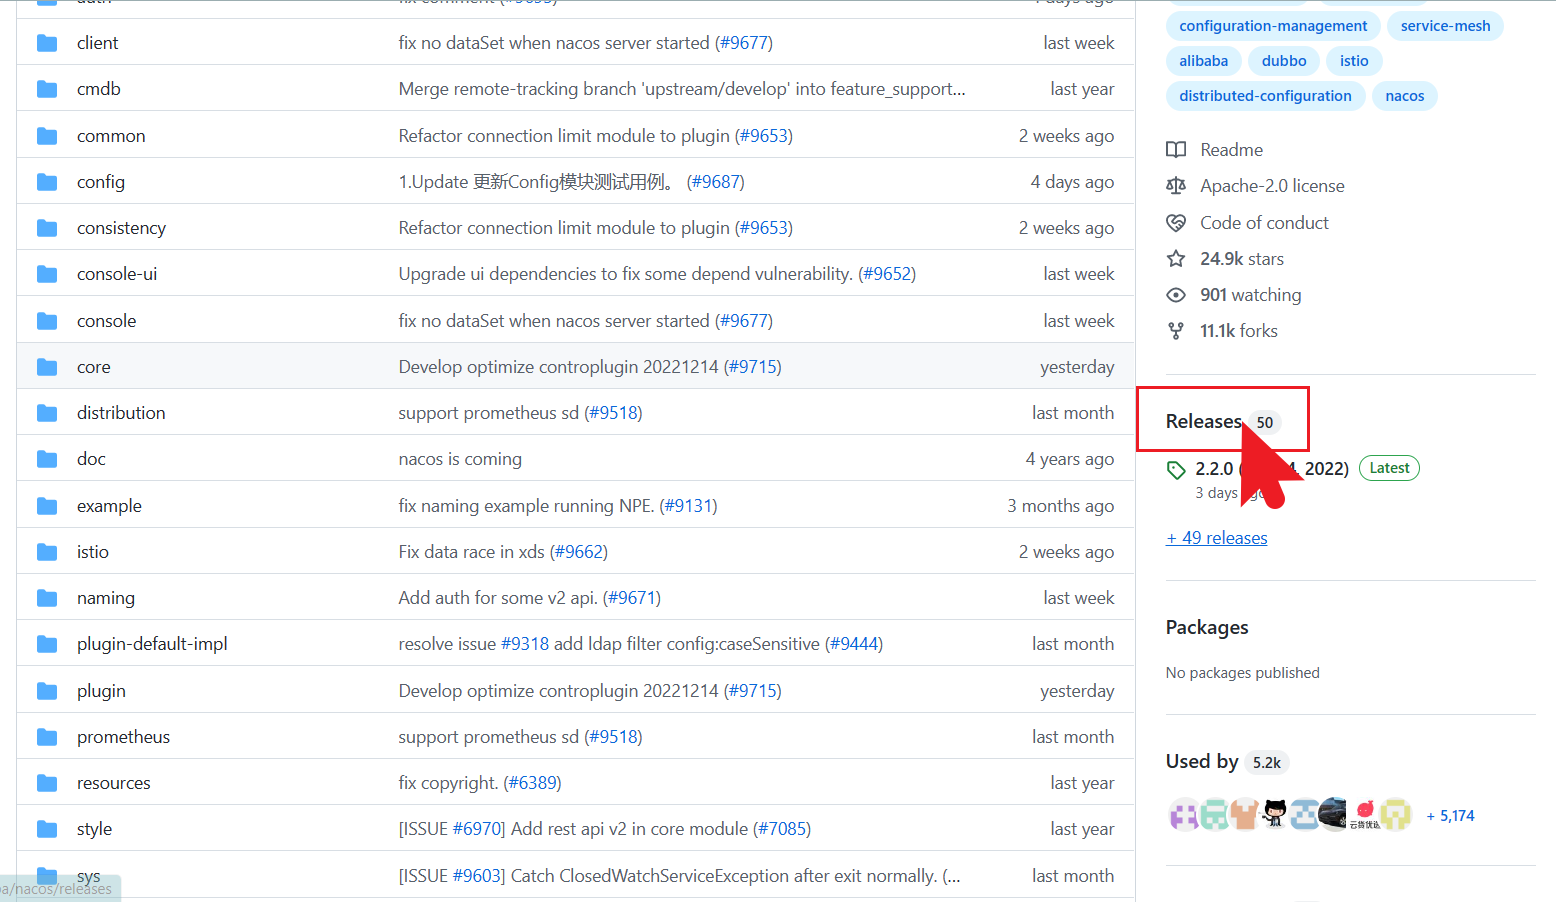 client fix no dataSet when nacos server started (#9677) last week
cmdb Merge remote-tracking branch 'upstream/develop' into feature_support... last year
common Refactor connection limit module to plugin (#9653) 2 weeks ago
config 1.Update 更新Config模块测试用例。 (#9687) 4 days ago
consistency Refactor connection limit module to plugin (#9653) 2 weeks ago
console-ui Upgrade ui dependencies to fix some depend vulnerability. (#9652) last week
console fix no dataSet when nacos server started (#9677) last week
core Develop optimize controplugin 20221214 (#9715) yesterday
distribution support prometheus sd (#9518) last month
doc nacos is coming 4 years ago
example fix naming example running NPE. (#9131) 3 months ago
istio Fix data race in xds (#9662) 2 weeks ago
naming Add auth for some v2 api. (#9671) last week
plugin-default-impl resolve issue #9318 add ldap filter config:caseSensitive (#9444) last month
plugin Develop optimize controplugin 20221214 (#9715) yesterday
prometheus support prometheus sd (#9518) last month
resources fix copyright. (#6389) last year
style [ISSUE #6970] Add rest api v2 in core module (#7085) last year
sys [ISSUE #9603] Catch ClosedWatchServiceException after exit normally. (... last month
a/nacos/releases
configuration-management service-mesh
alibaba dubbo istio
distributed-configuration nacos
Readme
Apache-2.0 license
Code of conduct
24.9k stars
901 watching
11.1k forks
Releases 50
2.2.0 ( 2022) Latest
3 days
+ 49 releases
Packages
No packages published
Used by 5.2k
云货优选
+ 5,174